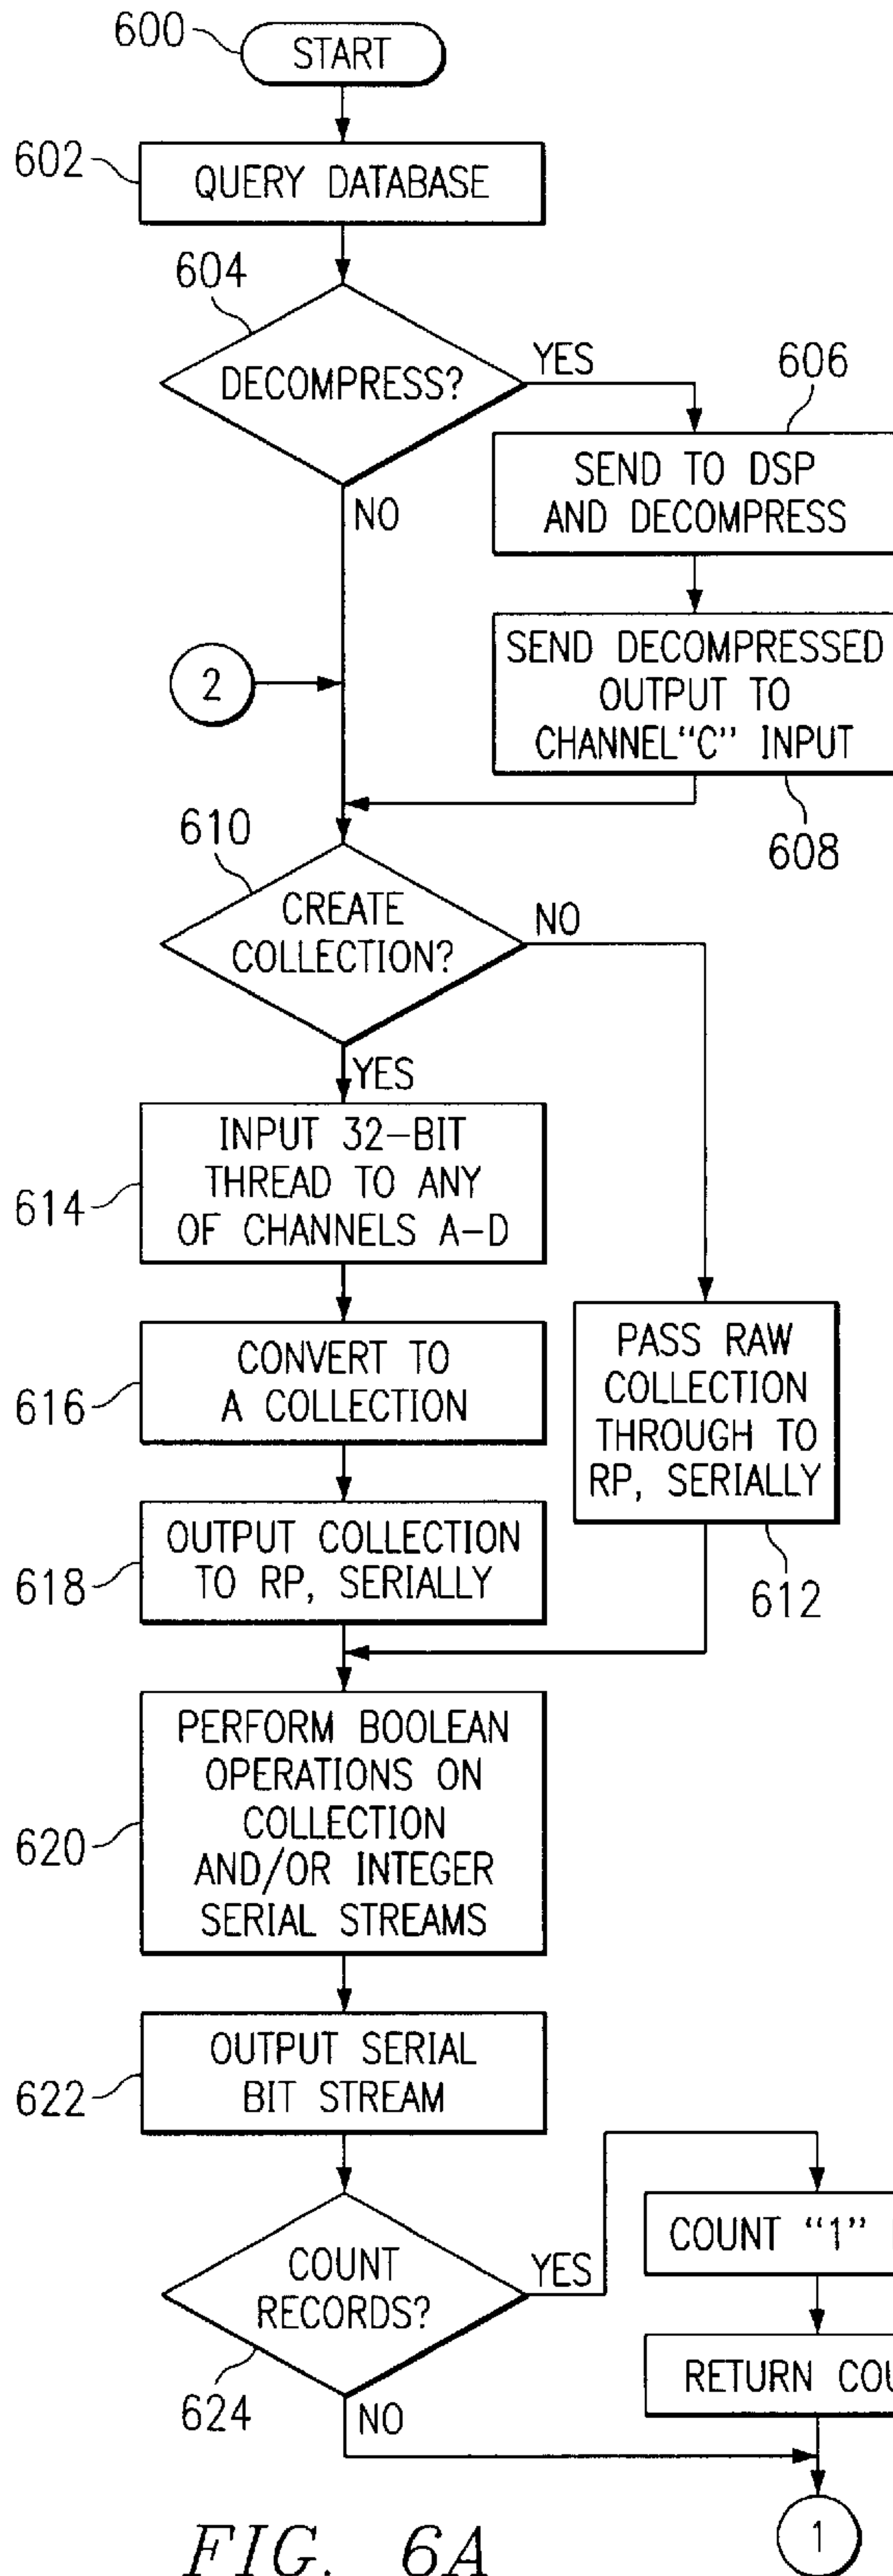 600
START
602
QUERY DATABASE
604
DECOMPRESS?
YES
NO
606
SEND TO DSP
AND DECOMPRESS
SEND DECOMPRESSED
OUTPUT TO
CHANNEL“C” INPUT
608
2
610
CREATE
COLLECTION?
NO
YES
614
INPUT 32-BIT
THREAD TO ANY
OF CHANNELS A-D
616
CONVERT TO
A COLLECTION
PASS RAW
COLLECTION
THROUGH TO
RP, SERIALLY
612
618
OUTPUT COLLECTION
TO RP, SERIALLY
620
PERFORM BOOLEAN
OPERATIONS ON
COLLECTION
AND/OR INTEGER
SERIAL STREAMS
622
OUTPUT SERIAL
BIT STREAM
COUNT
RECORDS?
624
YES
NO
COUNT “1”
RETURN
1
FIG. 6A